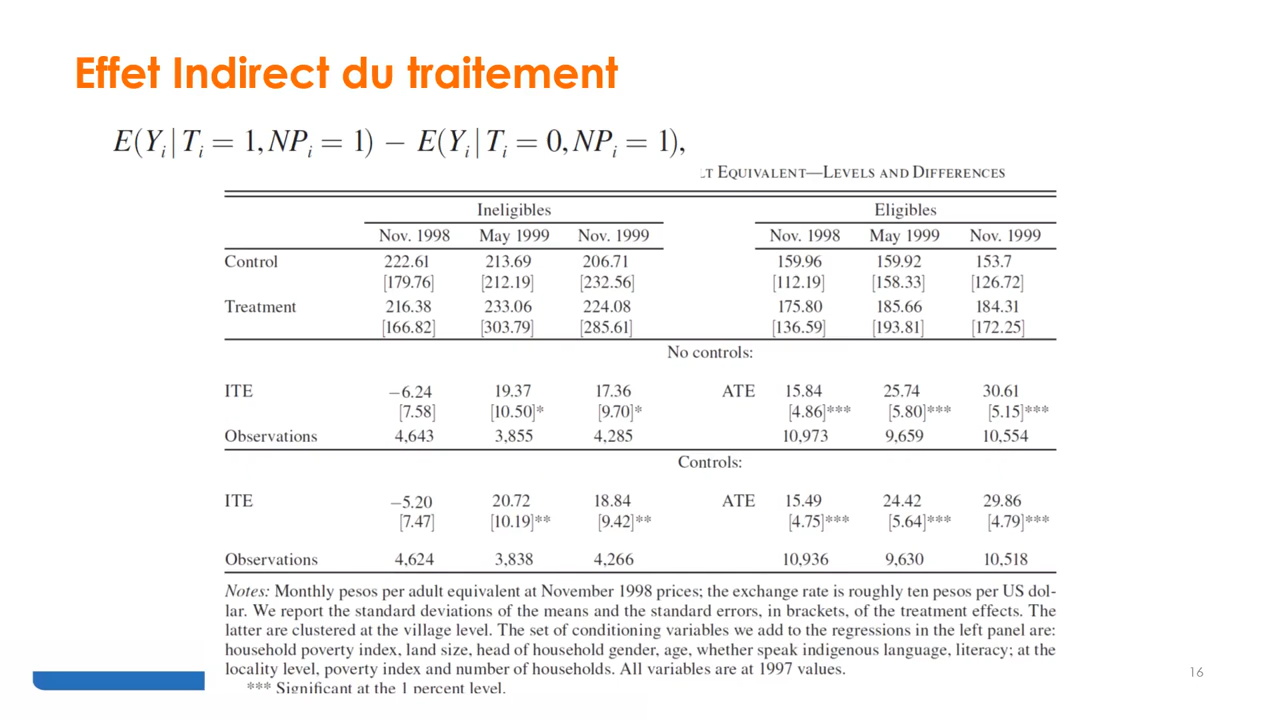 Effet Indirect du traitement
E(Yᵢ | Tᵢ = 1, NPᵢ = 1) − E(Yᵢ | Tᵢ = 0, NPᵢ = 1),
LT EQUIVALENT—LEVELS AND DIFFERENCES
Ineligibles Eligibles
Nov. 1998 May 1999 Nov. 1999 Nov. 1998 May 1999 Nov. 1999
Control 222.61 213.69 206.71 159.96 159.92 153.7
[179.76] [212.19] [232.56] [112.19] [158.33] [126.72]
Treatment 216.38 233.06 224.08 175.80 185.66 184.31
[166.82] [303.79] [285.61] [136.59] [193.81] [172.25]
No controls:
ITE −6.24 19.37 17.36 ATE 15.84 25.74 30.61
[7.58] [10.50]* [9.70]* [4.86]*** [5.80]*** [5.15]***
Observations 4,643 3,855 4,285 10,973 9,659 10,554
Controls:
ITE −5.20 20.72 18.84 ATE 15.49 24.42 29.86
[7.47] [10.19]** [9.42]** [4.75]*** [5.64]*** [4.79]***
Observations 4,624 3,838 4,266 10,936 9,630 10,518
Notes: Monthly pesos per adult equivalent at November 1998 prices; the exchange rate is roughly ten pesos per US dol-
lar. We report the standard deviations of the means and the standard errors, in brackets, of the treatment effects. The
latter are clustered at the village level. The set of conditioning variables we add to the regressions in the left panel are:
household poverty index, land size, head of household gender, age, whether speak indigenous language, literacy; at the
locality level, poverty index and number of households. All variables are at 1997 values.
*** Significant at the 1 percent level.
16